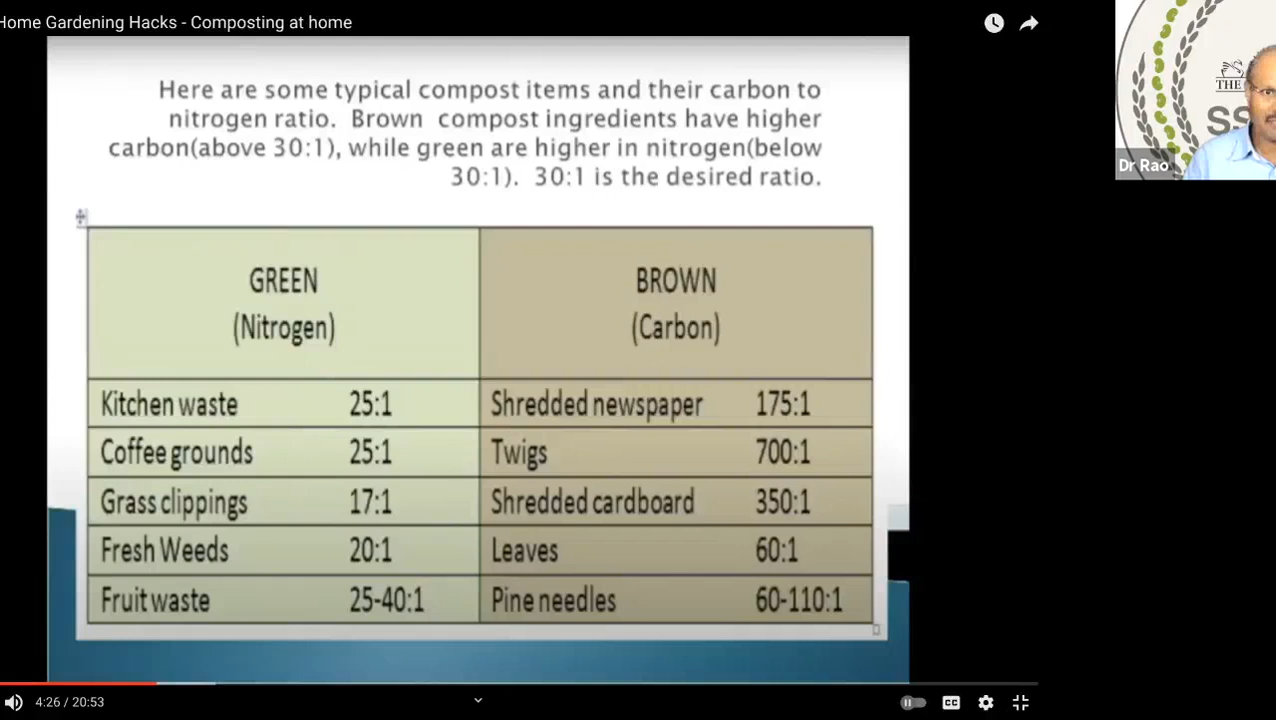 Home Gardening Hacks - Composting at home
Here are some typical compost items and their carbon to
nitrogen ratio. Brown compost ingredients have higher
carbon(above 30:1), while green are higher in nitrogen(below
30:1). 30:1 is the desired ratio.
GREEN
(Nitrogen)
BROWN
(Carbon)
Kitchen waste 25:1 Shredded newspaper 175:1
Coffee grounds 25:1 Twigs 700:1
Grass clippings 17:1 Shredded cardboard 350:1
Fresh Weeds 20:1 Leaves 60:1
Fruit waste 25-40:1 Pine needles 60-110:1
THE
SS
Dr Rao
4:26 / 20:53
CC